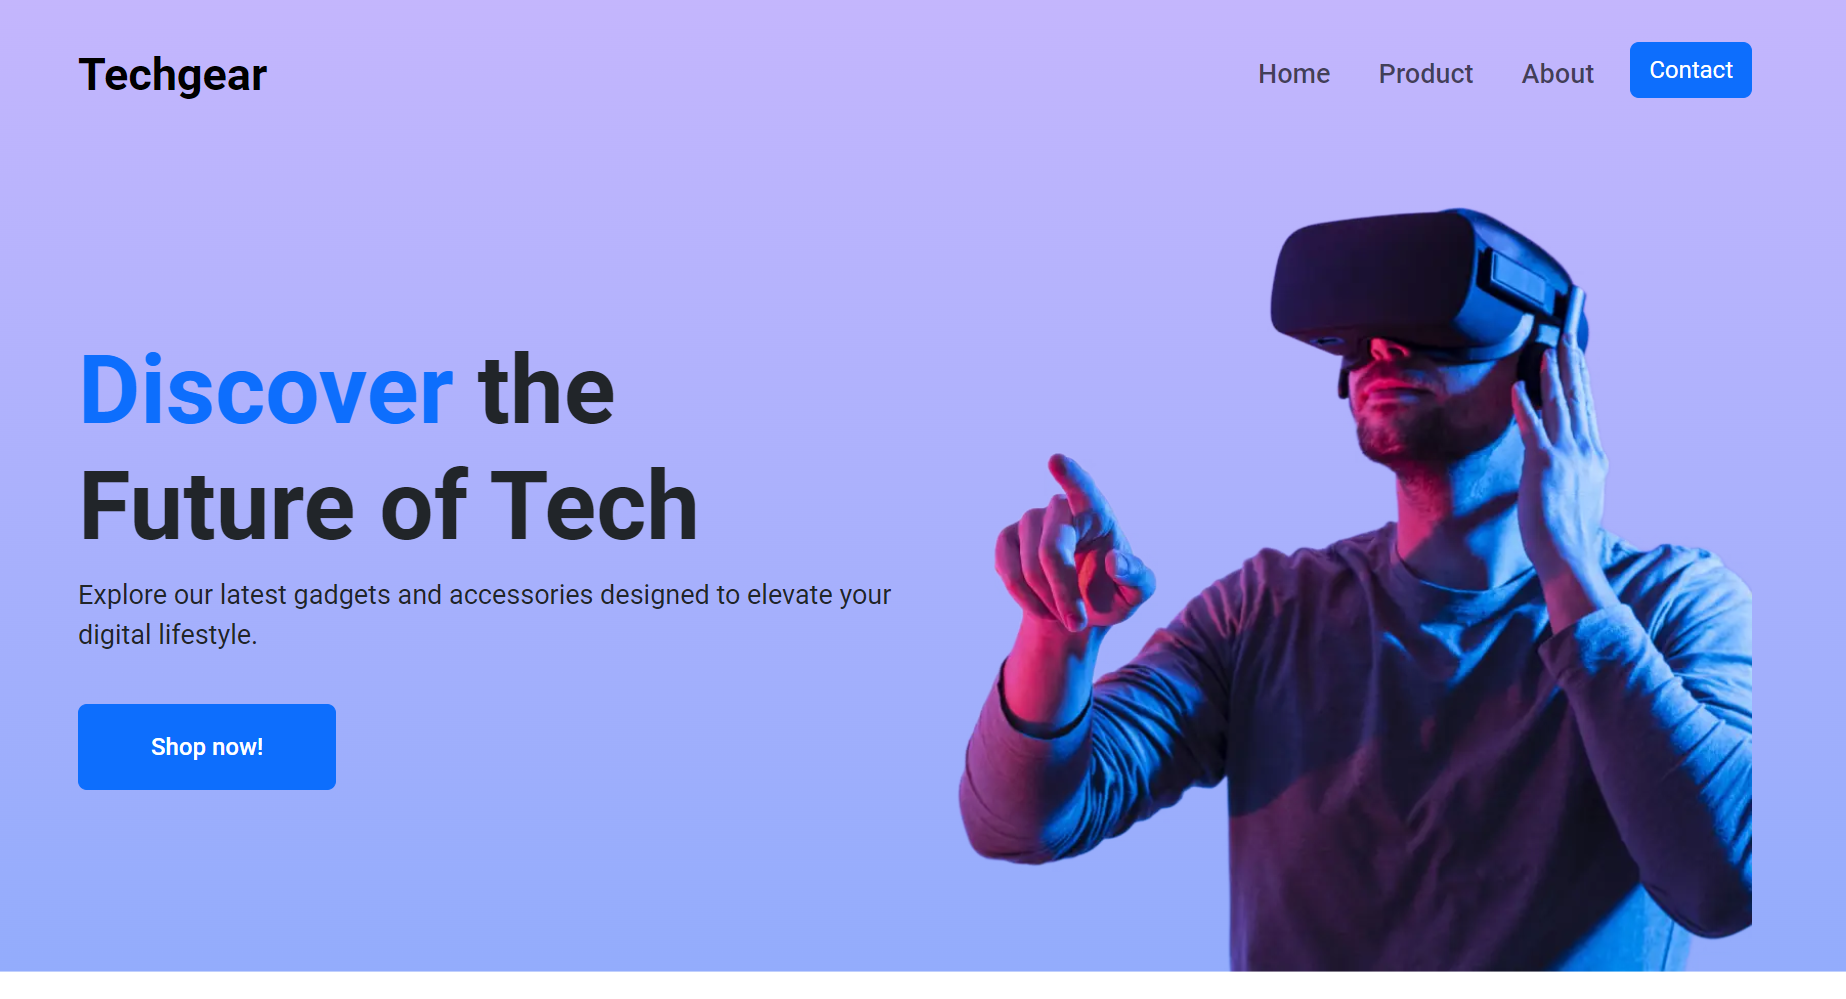 Techgear
Home Product About Contact
Discover the
Future of Tech
Explore our latest gadgets and accessories designed to elevate your
digital lifestyle.
Shop now!